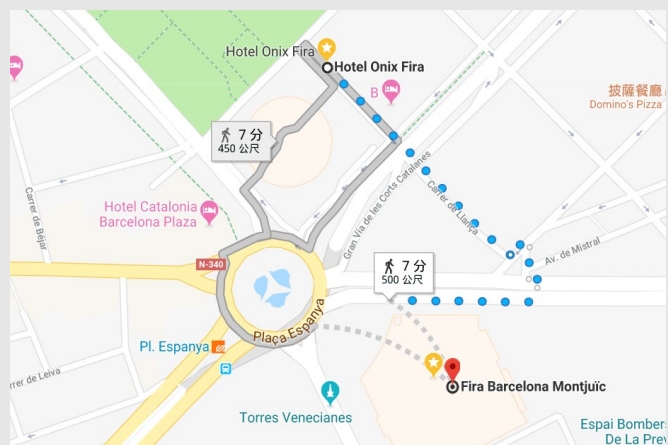 Hotel Onix Fira
Hotel Onix Fira
B
披薩餐廳
Domino's Pizza
7 分
450 公尺
Carrer de Llançà
Gran Via de les Corts Catalanes
Carrer de Béjar
Hotel Catalonia
Barcelona Plaza
Av. de Mistral
N-340
7 分
500 公尺
Plaça Espanya
Pl. Espanya
rrer de Leiva
Fira Barcelona Montjuïc
Torres Venecianes
Espai Bomber
De La Prev